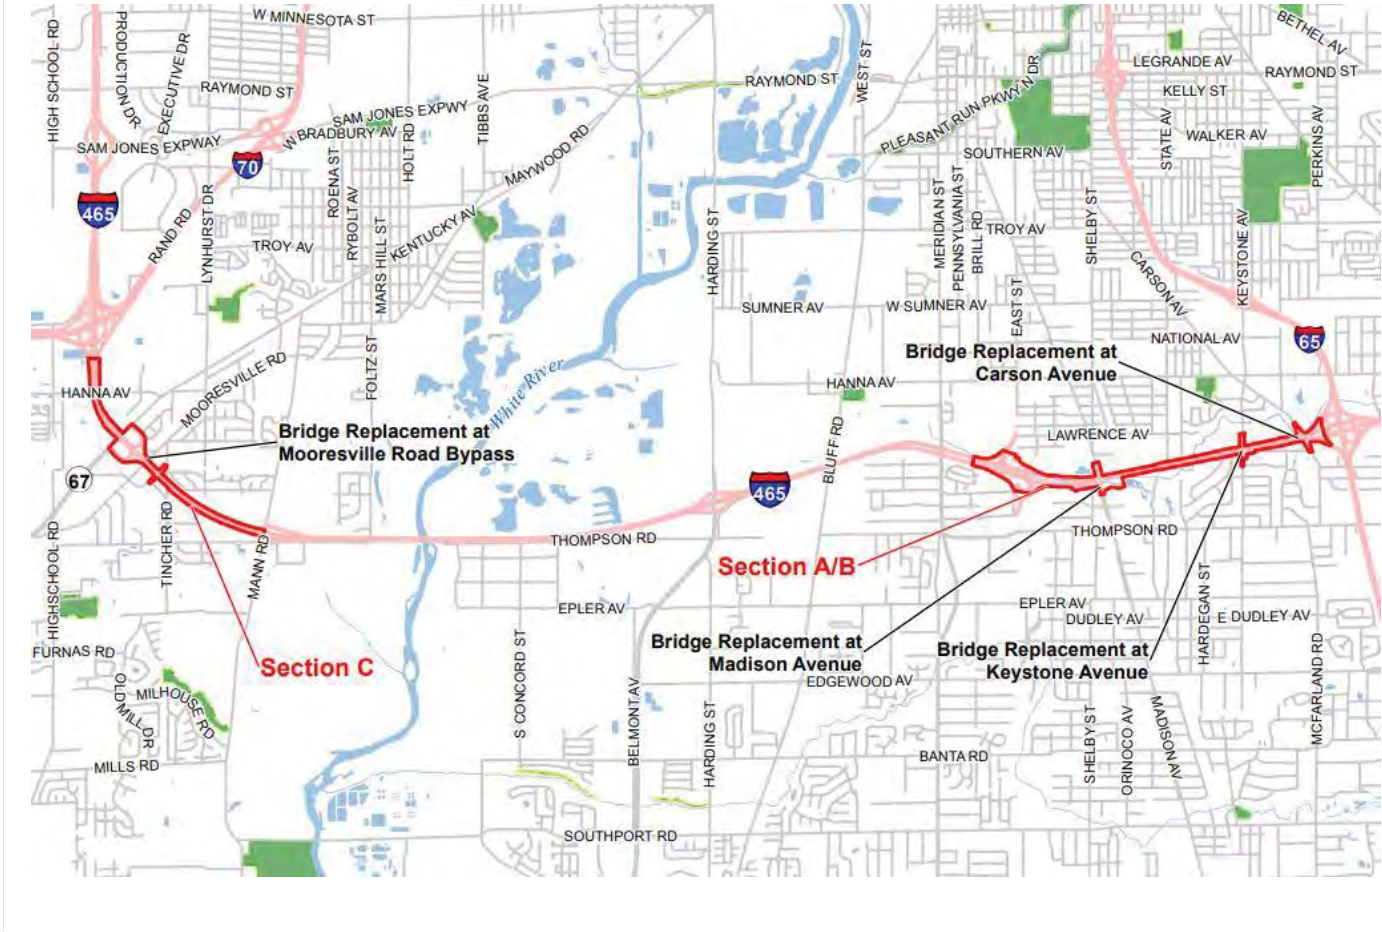 HIGH SCHOOL RD
PRODUCTION DR
EXECUTIVE DR
W MINNESOTA ST
RAYMOND ST
SAM JONES EXPWY
W BRADBURY AV
SAM JONES EXPWAY
70
465
HOLT RD
TIBBS AVE
MAYWOOD RD
RAYMOND ST
WEST ST
PLEASANT RUN PKWY N DR
BETHEL AV
LEGRANDE AV
RAYMOND ST
KELLY ST
STATE AV
WALKER AV
PERKINS AV
SOUTHERN AV
RAND RD
LYNHURST DR
ROENA ST
RYBOLT AV
MARS HILL ST
KENTUCKY AV
TROY AV
HARDING ST
MERIDIAN ST
PENNSYLVANIA ST
BRILL RD
TROY AV
SHELBY ST
CARSON AV
KEYSTONE AV
SUMNER AV
W SUMNER AV
EAST ST
NATIONAL AV
65
FOLTZ ST
MOORESVILLE RD
HANNA AV
White River
HANNA AV
BLUFF RD
Bridge Replacement at
Carson Avenue
LAWRENCE AV
Bridge Replacement at
Mooresville Road Bypass
67
465
HIGHSCHOOL RD
TINCHER RD
MANN RD
THOMPSON RD
THOMPSON RD
Section A/B
EPLER AV
EPLER AV
DUDLEY AV
HARDEGAN ST
E DUDLEY AV
FURNAS RD
Section C
Bridge Replacement at
Madison Avenue
Bridge Replacement at
Keystone Avenue
EDGEWOOD AV
OLD MILL DR
MILHOUSE RD
S CONCORD ST
BELMONT AV
HARDING ST
SHELBY ST
ORINOCO AV
MADISON AV
MCFARLAND RD
MILLS RD
BANTA RD
SOUTHPORT RD